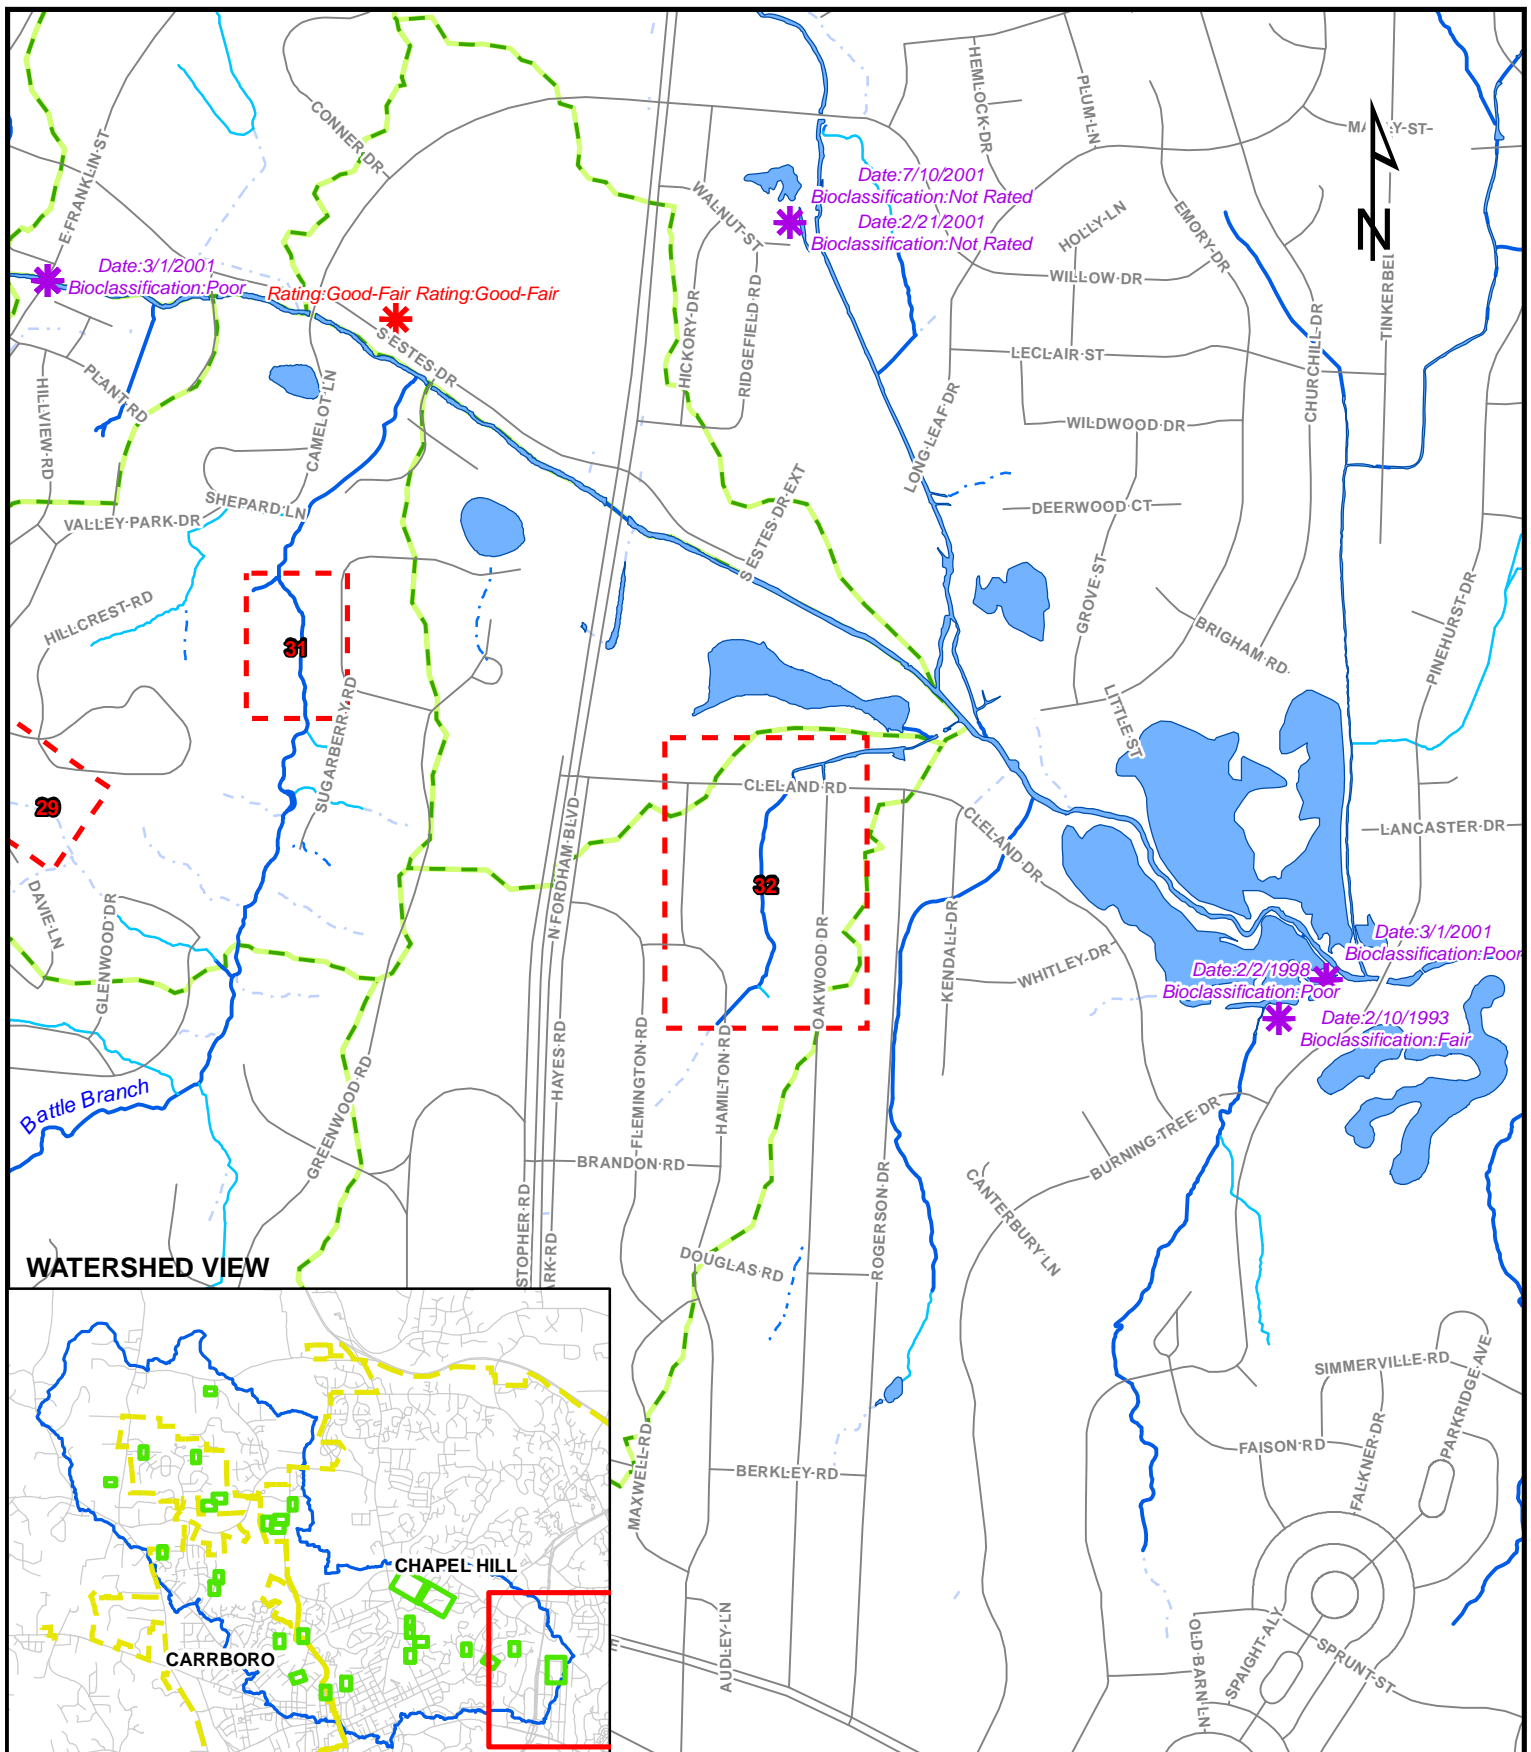 HEMLOCK DR
PLUM LN
CONNER DR
E FRANKLIN ST
Date:7/10/2001
Bioclassification:Not Rated
Date:2/21/2001
Bioclassification:Not Rated
WALNUT ST
HOLLY LN
EMORY DR
N
Date:3/1/2001
Bioclassification:Poor
Rating:Good-Fair Rating:Good-Fair
WILLOW DR
S ESTES DR
HICKORY DR
RIDGEFIELD RD
LECLAIR ST
CHURCHILL DR
HILLVIEW RD
PLANT RD
CAMELOT LN
LONG LEAF DR
WILDWOOD DR
SHEPARD LN
VALLEY PARK DR
S ESTES DR EXT
DEERWOOD CT
GROVE ST
HILLCREST RD
31
BRIGHAM RD
PINEHURST DR
SUGARBERRY RD
LITTLE ST
29
CLELAND RD
CLELAND DR
LANCASTER DR
N FORDHAM BLVD
32
DAVIE LN
GLENWOOD DR
OAKWOOD DR
KENDALL DR
WHITLEY DR
Date:3/1/2001
Bioclassification:Poor
Date:2/2/1998
Bioclassification:Poor
Date:2/10/1993
Bioclassification:Fair
HAYES RD
FLEMINGTON RD
HAMILTON RD
Battle Branch
GREENWOOD RD
BRANDON RD
BURNING TREE DR
CANTERBURY LN
ROGERSON DR
STOPHER RD
ARK RD
DOUGLAS RD
WATERSHED VIEW
SIMMERVILLE RD
PARKRIDGE AVE
FAISON RD
FALKNER DR
MAXWELL RD
BERKLEY RD
CHAPEL HILL
CARRBORO
AUDLEY LN
OLD BARN LN
SPAIGHT ALY
SPRUNT ST